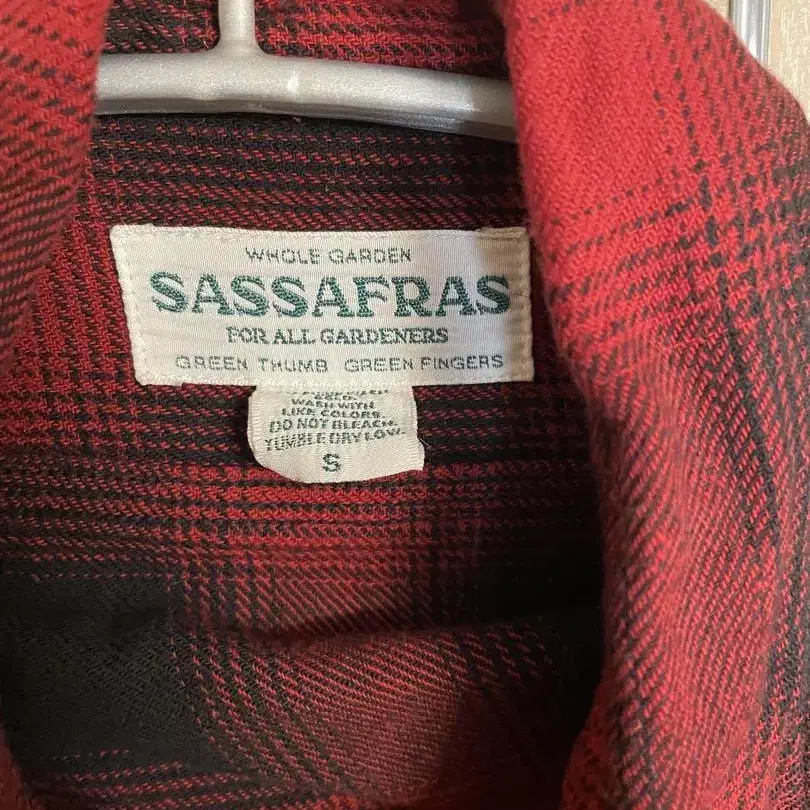 WHOLE GARDEN
SASSAFRAS
FOR ALL GARDENERS
GREEN THUMB GREEN FINGERS
WASH WITH
LIKE COLORS.
DO NOT BLEACH.
TUMBLE DRY LOW.
S